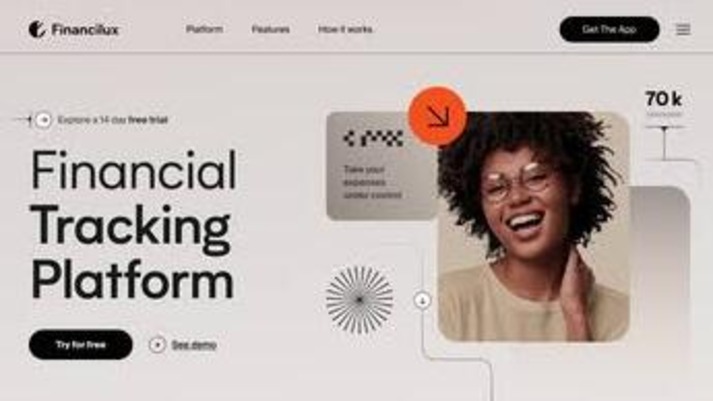 Financilux
Platform Features How it works
Get The App
70 k
Explore a 14 day free trial
Financial
Tracking
Platform
Take your
expenses
under control
Try for free
See demo